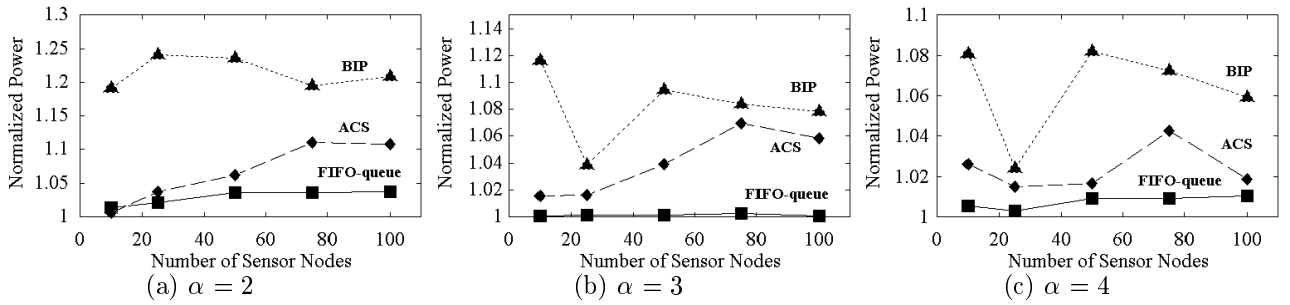 Normalized Power
1.3
1.25
1.2
1.15
1.1
1.05
1
BIP
ACS
FIFO-queue
0 20 40 60 80 100
Number of Sensor Nodes
(a) α = 2
Normalized Power
1.14
1.12
1.1
1.08
1.06
1.04
1.02
1
BIP
ACS
FIFO-queue
0 20 40 60 80 100
Number of Sensor Nodes
(b) α = 3
Normalized Power
1.1
1.08
1.06
1.04
1.02
1
BIP
ACS
FIFO-queue
0 20 40 60 80 100
Number of Sensor Nodes
(c) α = 4